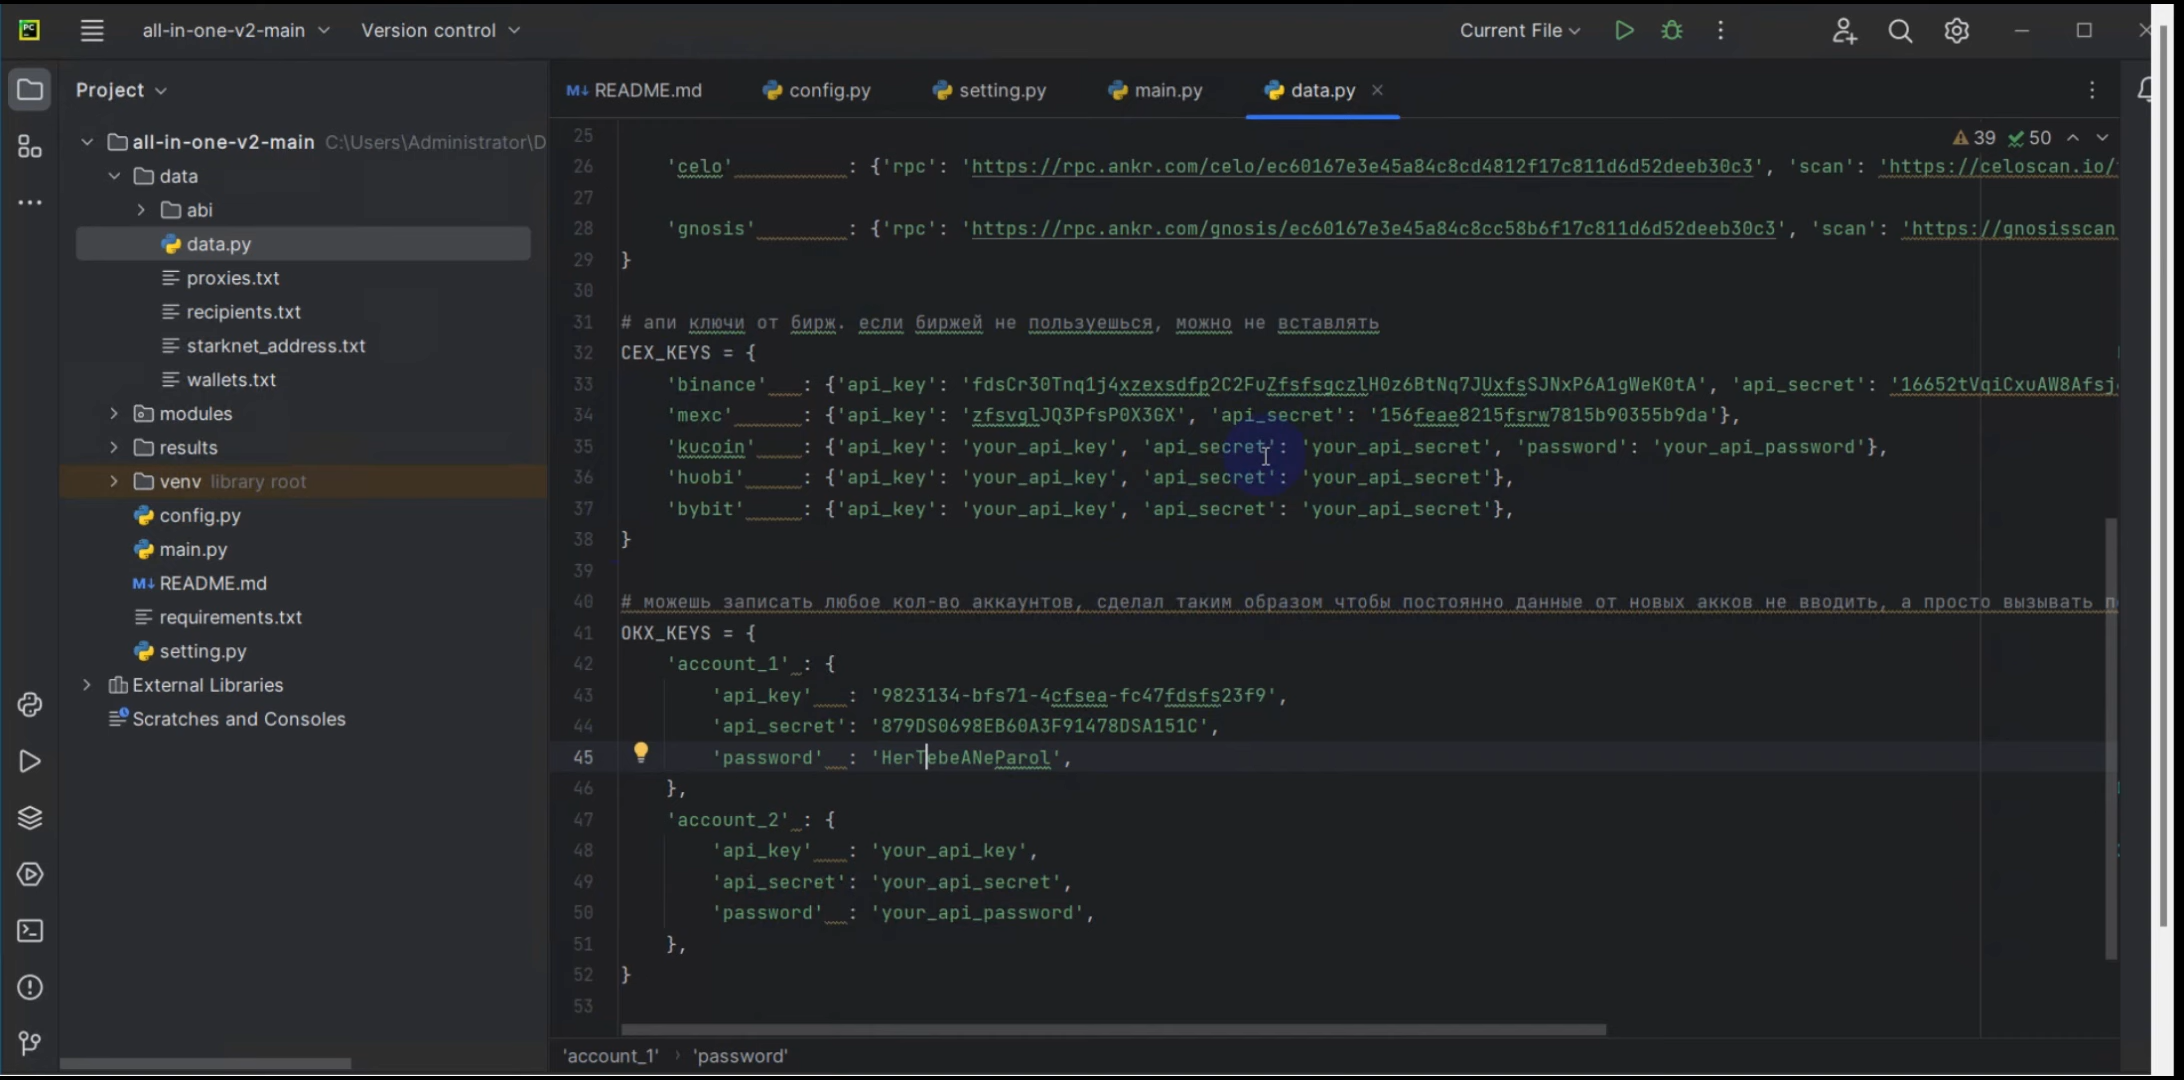 PC
all-in-one-v2-main
Version control
Current File
Project
README.md
config.py
setting.py
main.py
data.py
all-in-one-v2-main C:\Users\Administrator\D
data
abi
data.py
proxies.txt
recipients.txt
starknet_address.txt
wallets.txt
modules
results
venv library root
config.py
main.py
README.md
requirements.txt
setting.py
External Libraries
Scratches and Consoles
39 50
25
26 'celo' : {'rpc': 'https://rpc.ankr.com/celo/ec60167e3e45a84c8cd4812f17c811d6d52deeb30c3', 'scan': 'https://celoscan.io/
27
28 'gnosis' : {'rpc': 'https://rpc.ankr.com/gnosis/ec60167e3e45a84c8cc58b6f17c811d6d52deeb30c3', 'scan': 'https://gnosisscan
29 }
30
31 # апи ключи от бирж. если биржей не пользуешься, можно не вставлять
32 CEX_KEYS = {
33 'binance' : {'api_key': 'fdsCr30Tnq1j4xzexsdfp2C2FuZfsfsgczlH0z6BtNq7JUxfsSJNxP6A1gWeK0tA', 'api_secret': '16652tVqiCxuAW8Afsj
34 'mexc' : {'api_key': 'zfsvglJQ3PfsP0X3GX', 'api_secret': '156feae8215fsrw7815b90355b9da'},
35 'kucoin' : {'api_key': 'your_api_key', 'api_secret': 'your_api_secret', 'password': 'your_api_password'},
36 'huobi' : {'api_key': 'your_api_key', 'api_secret': 'your_api_secret'},
37 'bybit' : {'api_key': 'your_api_key', 'api_secret': 'your_api_secret'},
38 }
39
40 # можешь записать любое кол-во аккаунтов, сделал таким образом чтобы постоянно данные от новых акков не вводить, а просто вызывать
41 OKX_KEYS = {
42 'account_1' : {
43 'api_key' : '9823134-bfs71-4cfsea-fc47fdsfs23f9',
44 'api_secret': '879DS0698EB60A3F91478DSA151C',
45 'password' : 'HerTebeANeParol',
46 },
47 'account_2' : {
48 'api_key' : 'your_api_key',
49 'api_secret': 'your_api_secret',
50 'password' : 'your_api_password',
51 },
52 }
53
'account_1' › 'password'